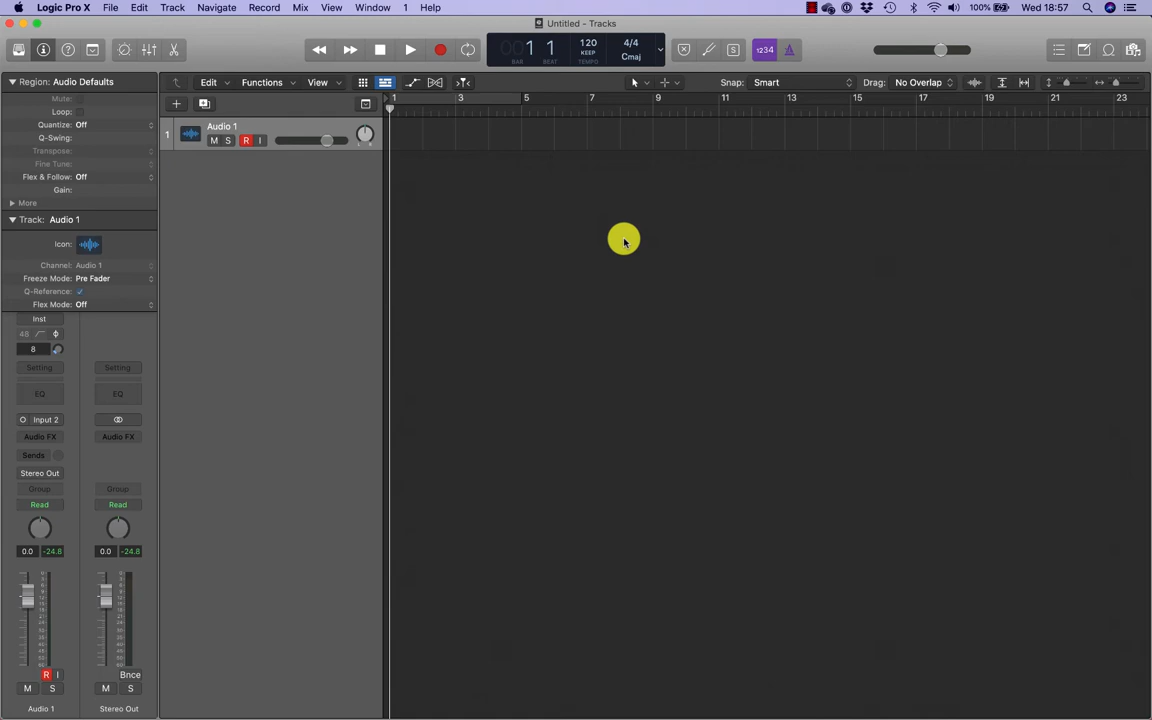 Logic Pro X File Edit Track Navigate Record Mix View Window 1 Help 100% Wed 18:57
Untitled - Tracks
001 1 120 4/4
KEEP Cmaj
BAR BEAT TEMPO
S 1234
Region: Audio Defaults
Edit Functions View Snap: Smart Drag: No Overlap
Mute:
1 3 5 7 9 11 13 15 17 19 21 23
Loop:
Quantize: Off
Q-Swing:
Transpose:
Fine Tune:
Flex & Follow: Off
Gain:
More
1 Audio 1
M S R I
L R
Track: Audio 1
Icon:
Channel: Audio 1
Freeze Mode: Pre Fader
Q-Reference:
Flex Mode: Off
Inst
48
8
Setting Setting
EQ EQ
Input 2
Audio FX Audio FX
Sends
Stereo Out
Group Group
Read Read
0.0 -24.8 0.0 -24.8
R I Bnce
M S M S
Audio 1 Stereo Out